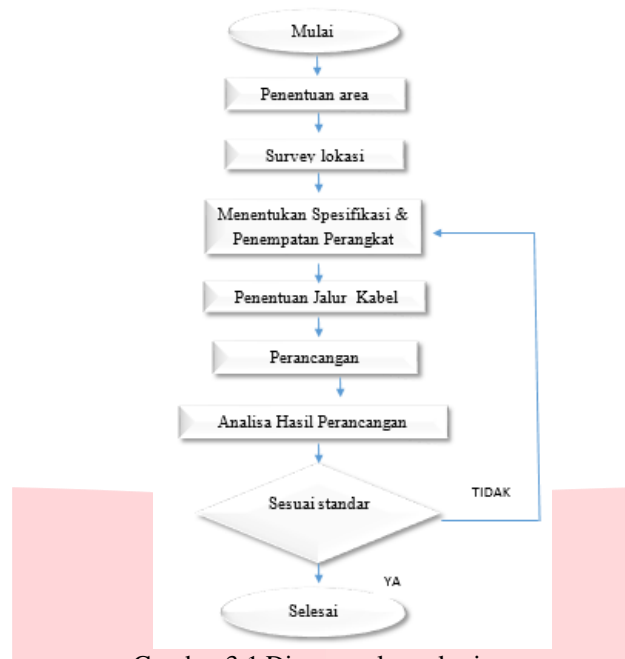 Mulai
Penentuan area
Survey lokasi
Menentukan Spesifikasi &
Penempatan Perangkat
Penentuan Jalur Kabel
Perancangan
Analisa Hasil Perancangan
Sesuai standar
TIDAK
YA
Selesai